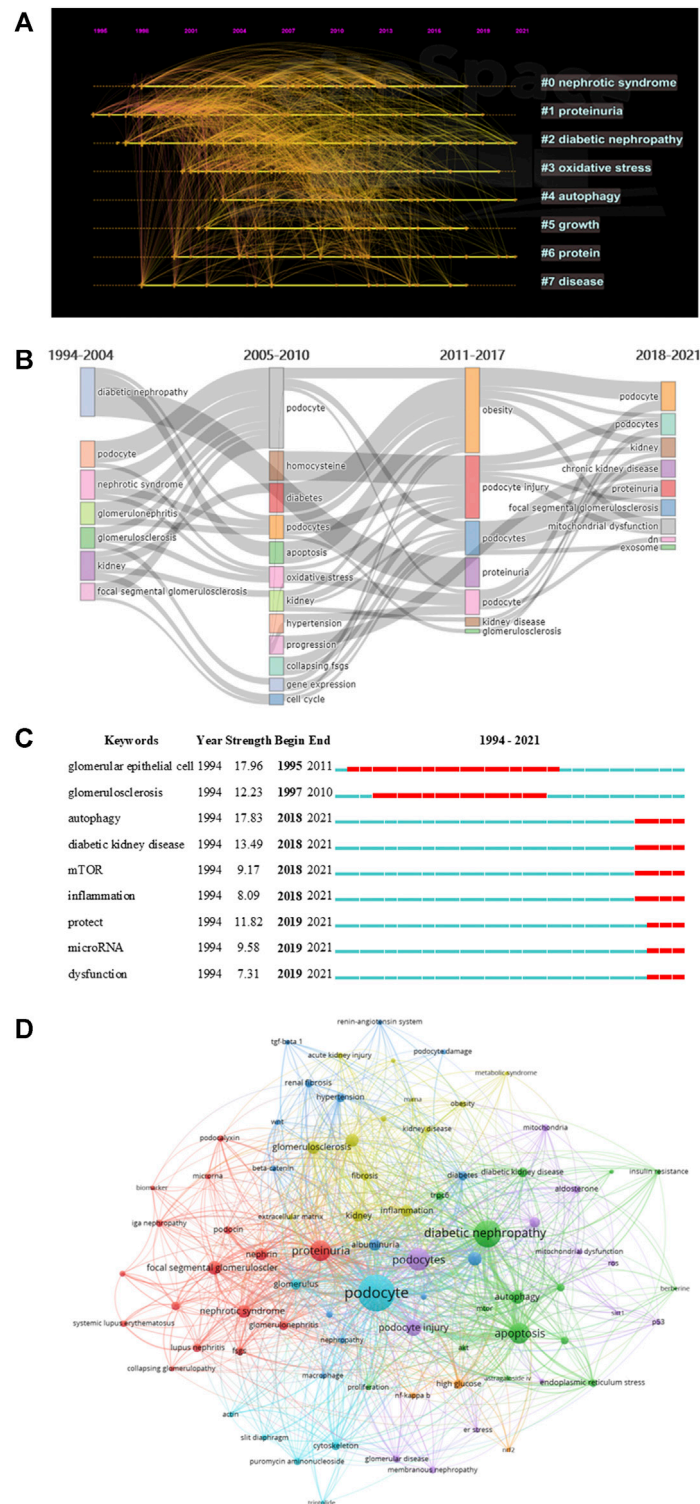 A
1995 1998 2001 2004 2007 2010 2013 2016 2019 2021
#0 nephrotic syndrome
#1 proteinuria
#2 diabetic nephropathy
#3 oxidative stress
#4 autophagy
#5 growth
#6 protein
#7 disease
B
1994-2004 2005-2010 2011-2017 2018-2021
diabetic nephropathy
podocyte
nephrotic syndrome
glomerulonephritis
glomerulosclerosis
kidney
focal segmental glomerulosclerosis
podocyte
homocysteine
diabetes
podocytes
apoptosis
oxidative stress
kidney
hypertension
progression
collapsing fsgs
gene expression
cell cycle
obesity
podocyte injury
podocytes
proteinuria
podocyte
kidney disease
glomerulosclerosis
podocyte
podocytes
kidney
chronic kidney disease
proteinuria
focal segmental glomerulosclerosis
mitochondrial dysfunction
dn
exosome
C
Keywords Year Strength Begin End 1994 - 2021
glomerular epithelial cell 1994 17.96 1995 2011
glomerulosclerosis 1994 12.23 1997 2010
autophagy 1994 17.83 2018 2021
diabetic kidney disease 1994 13.49 2018 2021
mTOR 1994 9.17 2018 2021
inflammation 1994 8.09 2018 2021
protect 1994 11.82 2019 2021
microRNA 1994 9.58 2019 2021
dysfunction 1994 7.31 2019 2021
D
renin-angiotensin system
tgf-beta 1
acute kidney injury
podocyte damage
renal fibrosis
metabolic syndrome
hypertension
mirna
obesity
wnt
kidney disease
mitochondria
podocalyxin
glomerulosclerosis
beta-catenin
fibrosis
diabetes
diabetic kidney disease
insulin resistance
microrna
biomarker
trpc6
aldosterone
iga nephropathy
extracellular matrix
kidney
inflammation
podocin
diabetic nephropathy
nephrin
proteinuria
albuminuria
mitochondrial dysfunction
focal segmental glomeruloscler
podocytes
ros
glomerulus
podocyte
berberine
nephrotic syndrome
autophagy
mtor
sirt1
systemic lupus erythematosus
glomerulonephritis
podocyte injury
apoptosis
p53
lupus nephritis
fsgs
nephropathy
akt
collapsing glomerulopathy
macrophage
high glucose
astragaloside iv
endoplasmic reticulum stress
proliferation
nf-kappa b
actin
slit diaphragm
cytoskeleton
er stress
puromycin aminonucleoside
glomerular disease
nrf2
membranous nephropathy
triptolide